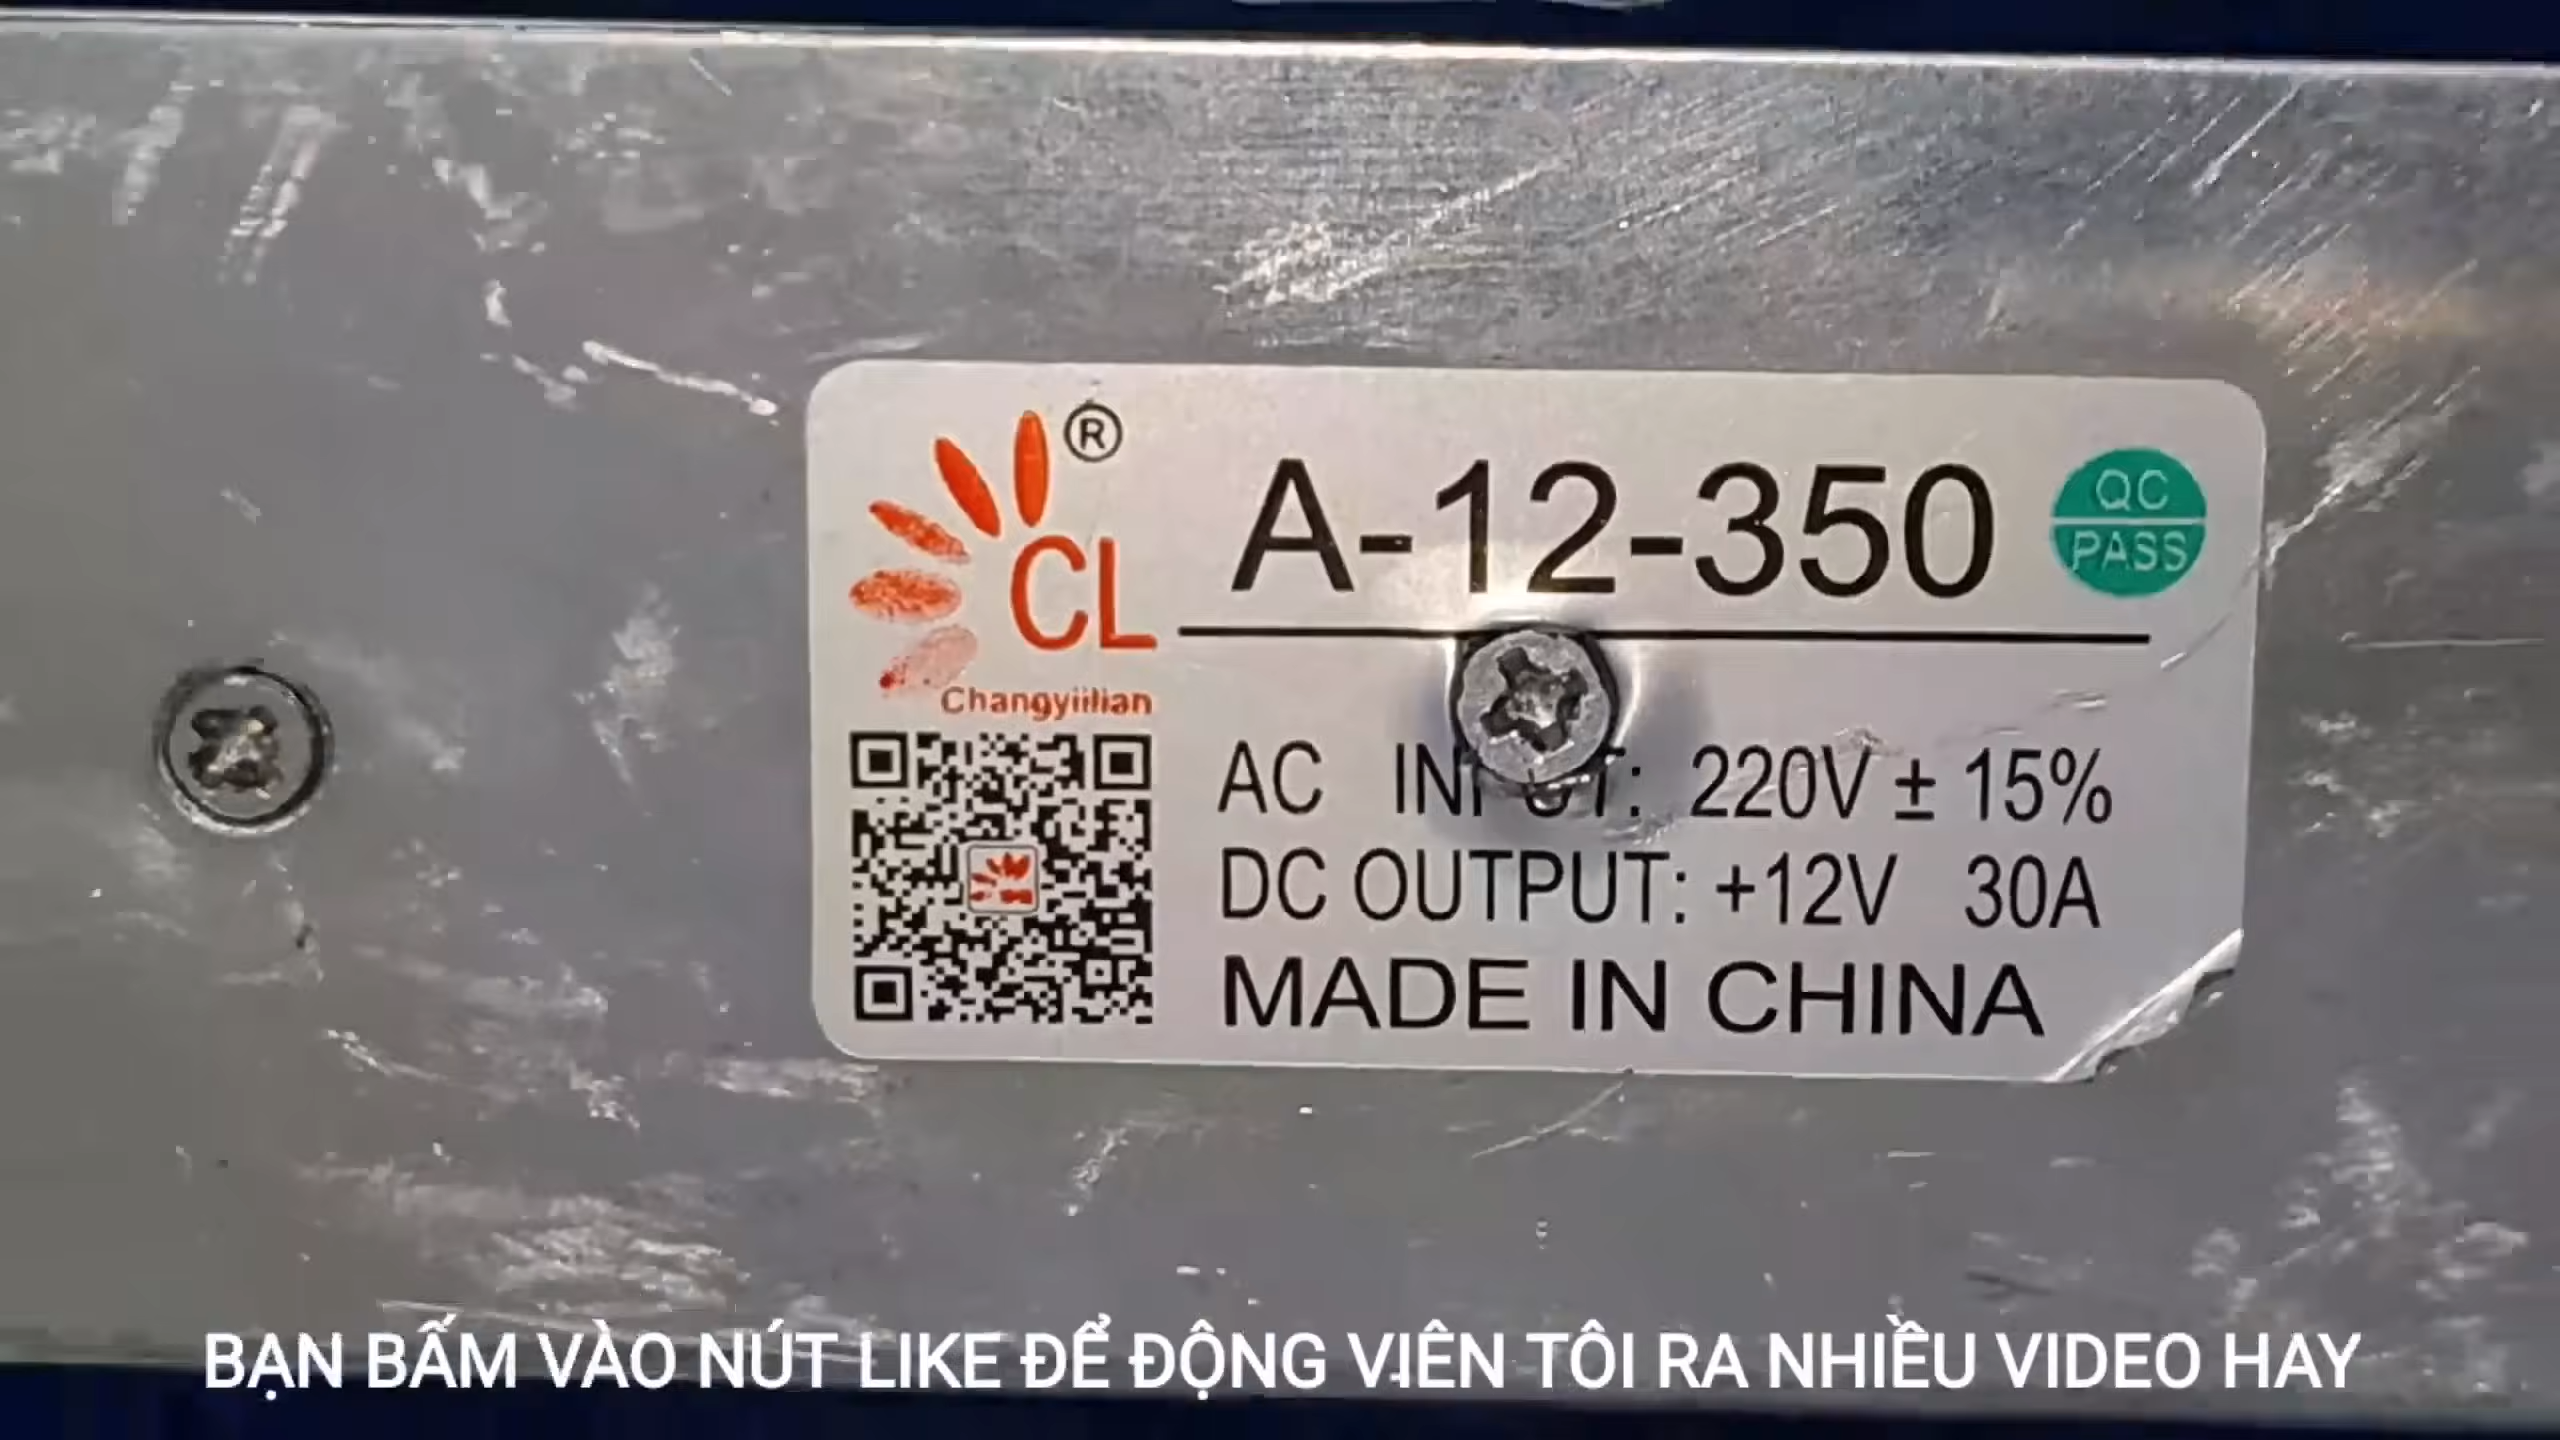 ®
CL
Changyiilian
A-12-350
QC
PASS
AC INPUT: 220V ± 15%
DC OUTPUT: +12V 30A
MADE IN CHINA
BẠN BẤM VÀO NÚT LIKE ĐỂ ĐỘNG VIÊN TÔI RA NHIỀU VIDEO HAY